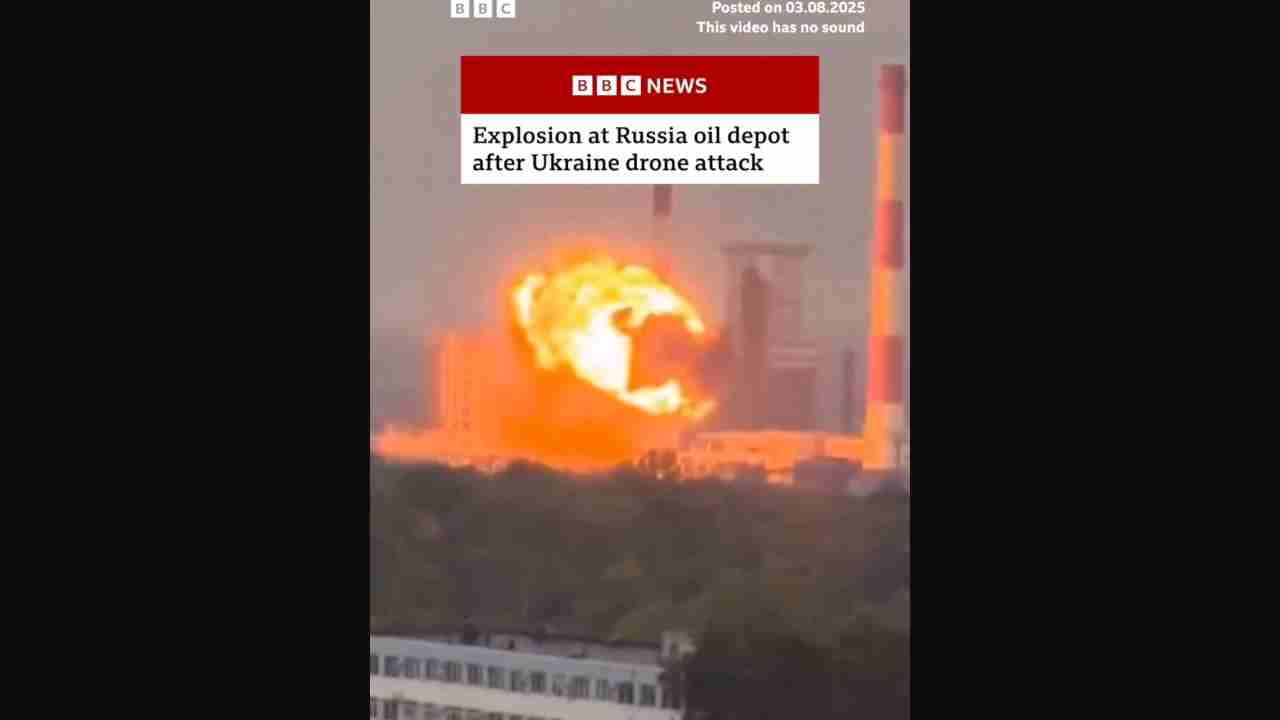 BBC
Posted on 03.08.2025
This video has no sound
BBC NEWS
Explosion at Russia oil depot
after Ukraine drone attack